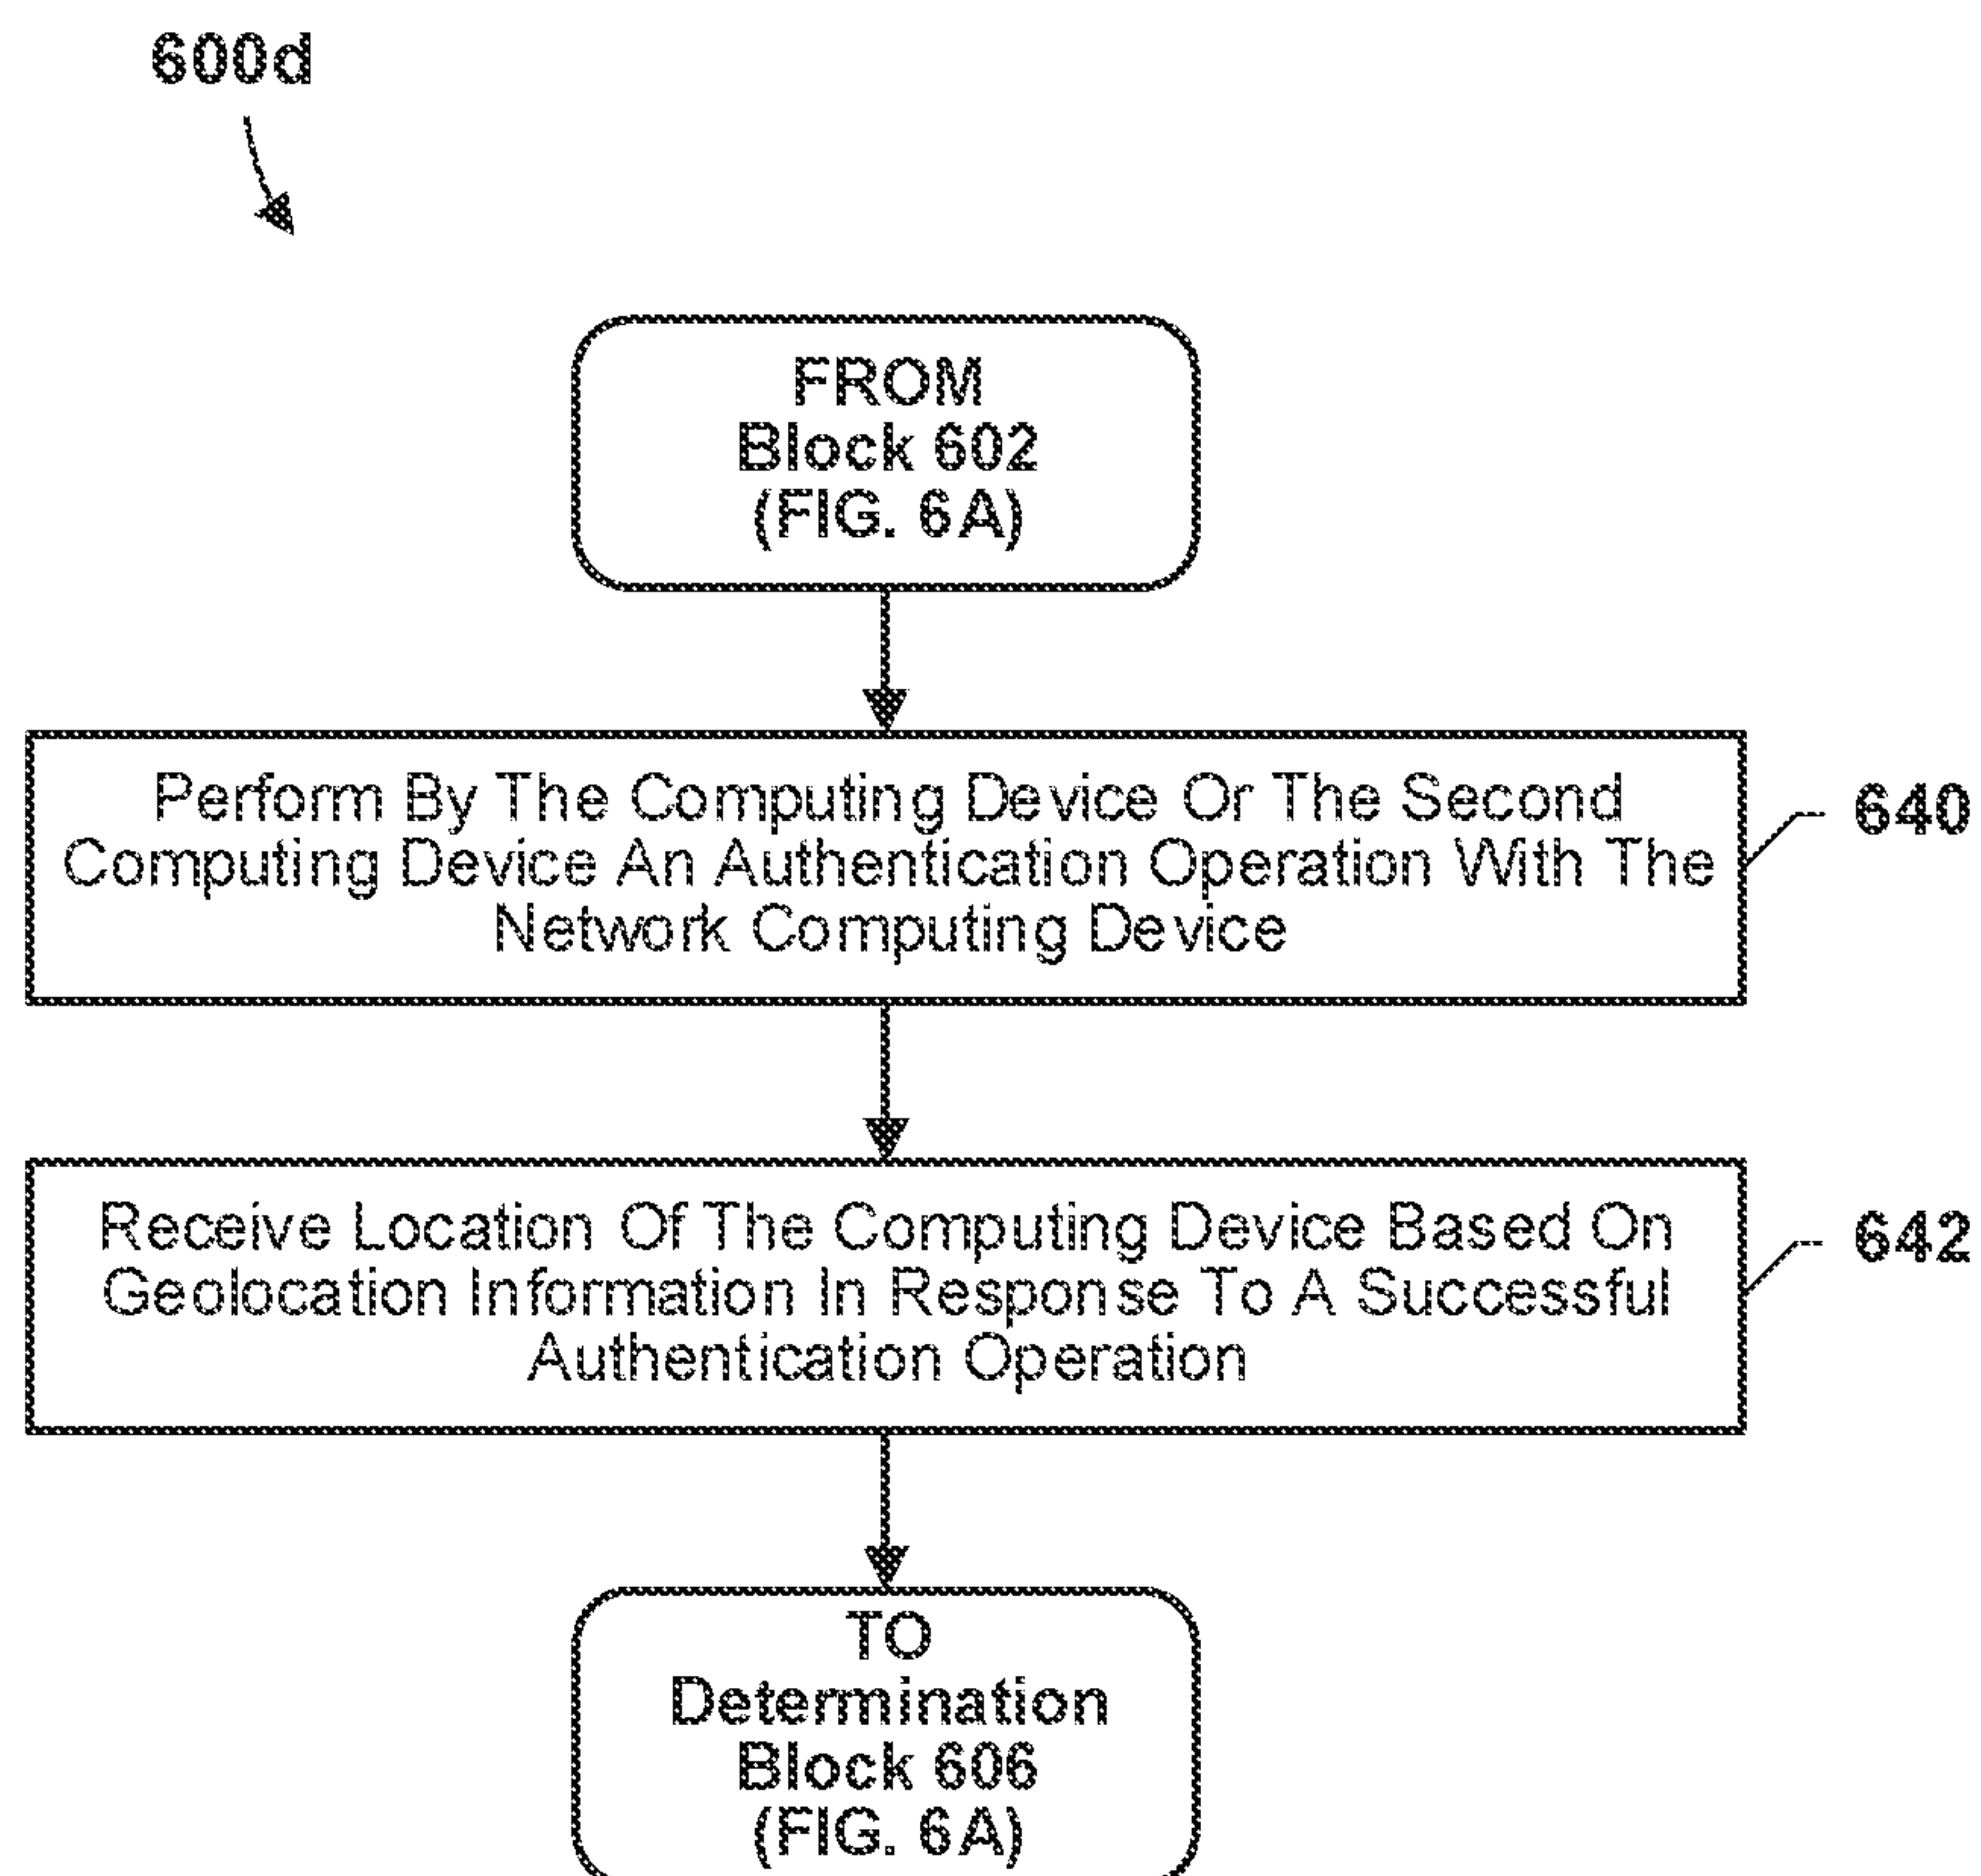 600d
FROM
Block 602
(FIG. 6A)
Perform By The Computing Device Or The Second
Computing Device An Authentication Operation With The
Network Computing Device
640
Receive Location Of The Computing Device Based On
Geolocation Information In Response To A Successful
Authentication Operation
642
TO
Determination
Block 606
(FIG. 6A)